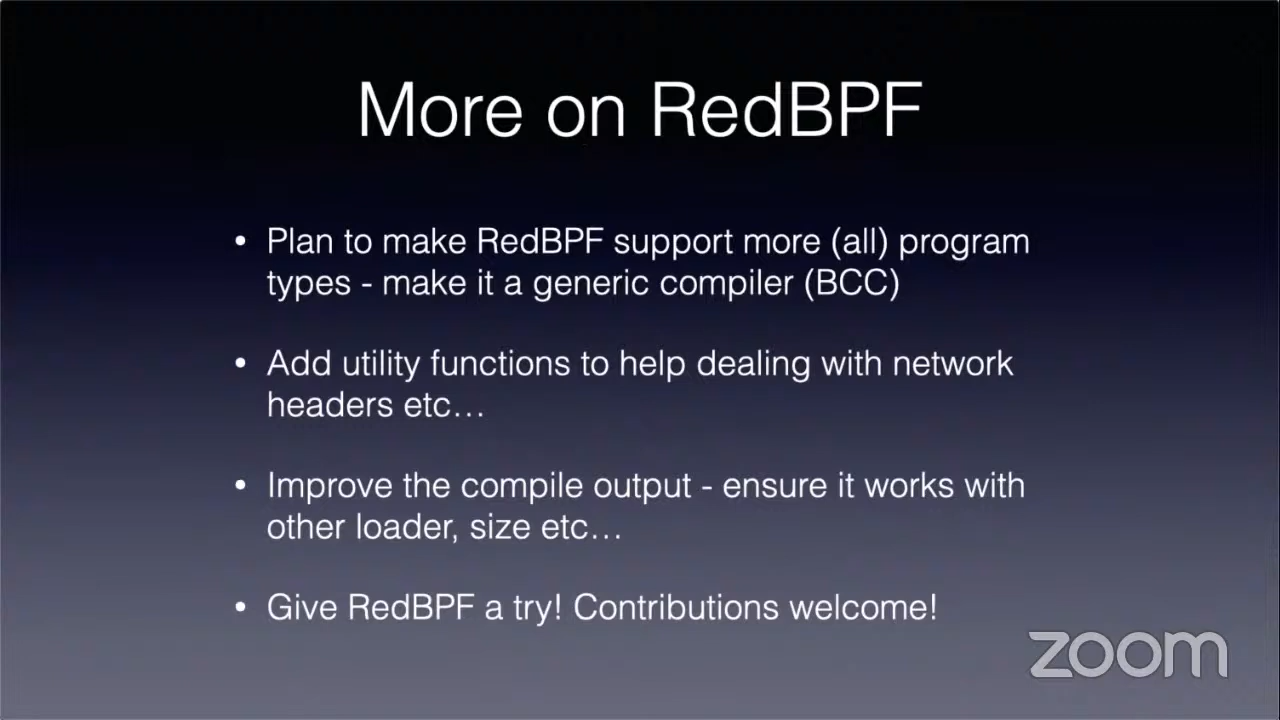 More on RedBPF
• Plan to make RedBPF support more (all) program
types - make it a generic compiler (BCC)
• Add utility functions to help dealing with network
headers etc…
• Improve the compile output - ensure it works with
other loader, size etc…
• Give RedBPF a try! Contributions welcome!
zoom